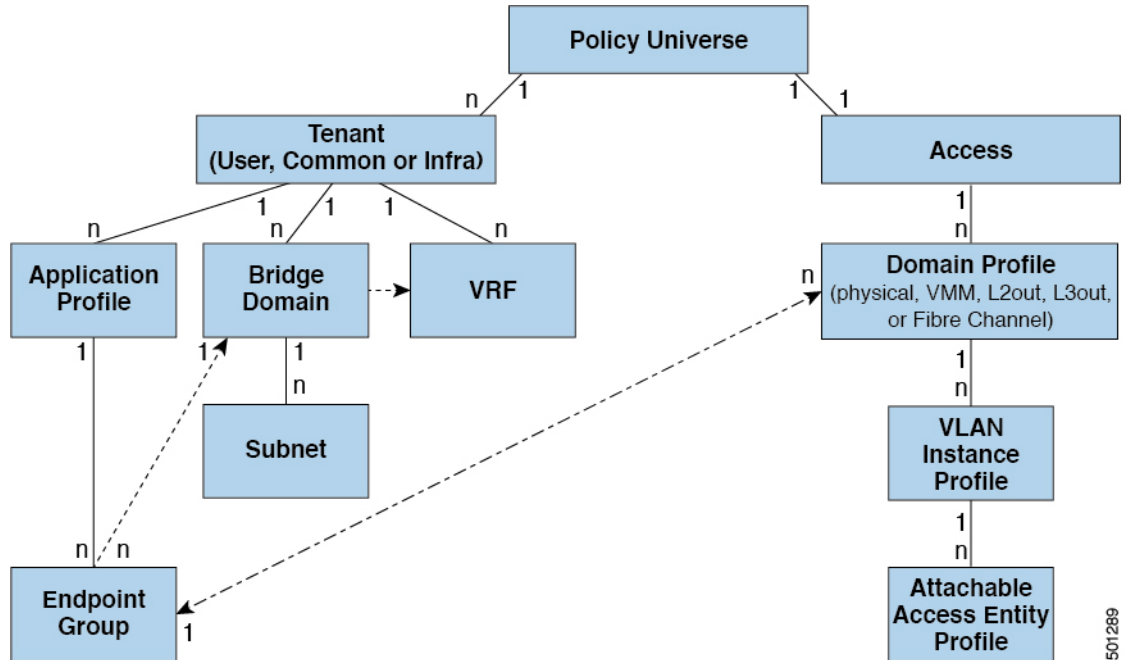 Policy Universe
1
1
n
1
Tenant
(User, Common or Infra)
Access
1
1
1
1
n
n
n
n
Application
Profile
Bridge
Domain
VRF
n
Domain Profile
(physical, VMM, L2out, L3out,
or Fibre Channel)
1
1
1
1
n
n
Subnet
VLAN
Instance
Profile
1
n
n
n
Endpoint
Group
1
Attachable
Access Entity
Profile
501289